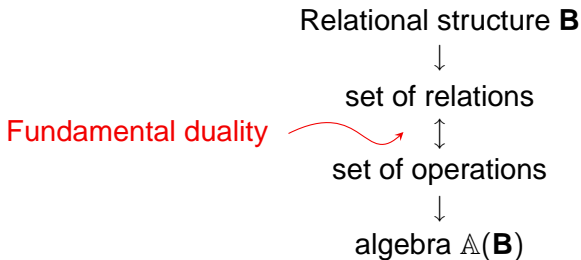 Relational structure B
↓
set of relations
Fundamental duality ↕
set of operations
↓
algebra 𝔸(B)